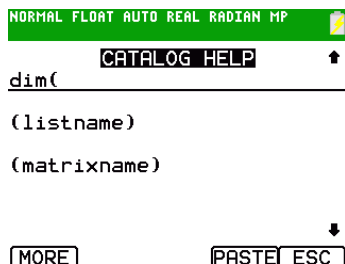 NORMAL FLOAT AUTO REAL RADIAN MP
CATALOG HELP
dim(
(listname)
(matrixname)
MORE PASTE ESC